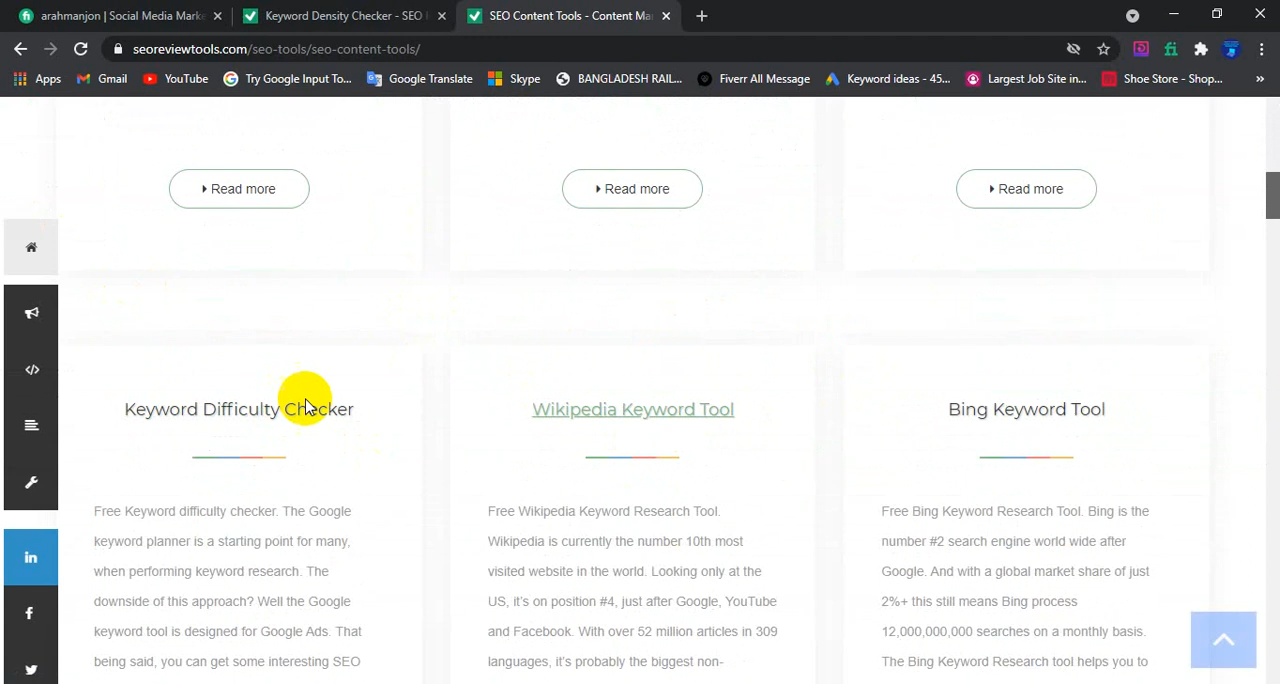 arahmanjon | Social Media Marke
Keyword Density Checker - SEO
SEO Content Tools - Content Ma
seoreviewtools.com/seo-tools/seo-content-tools/
Apps
Gmail
YouTube
Try Google Input To...
Google Translate
Skype
BANGLADESH RAIL...
Fiverr All Message
Keyword ideas - 45...
Largest Job Site in...
Shoe Store - Shop...
Read more
Read more
Read more
Keyword Difficulty Checker
Free Keyword difficulty checker. The Google
keyword planner is a starting point for many,
when performing keyword research. The
downside of this approach? Well the Google
keyword tool is designed for Google Ads. That
being said, you can get some interesting SEO
Wikipedia Keyword Tool
Free Wikipedia Keyword Research Tool.
Wikipedia is currently the number 10th most
visited website in the world. Looking only at the
US, it's on position #4, just after Google, YouTube
and Facebook. With over 52 million articles in 309
languages, it's probably the biggest non-
Bing Keyword Tool
Free Bing Keyword Research Tool. Bing is the
number #2 search engine world wide after
Google. And with a global market share of just
2%+ this still means Bing process
12,000,000,000 searches on a monthly basis.
The Bing Keyword Research tool helps you to